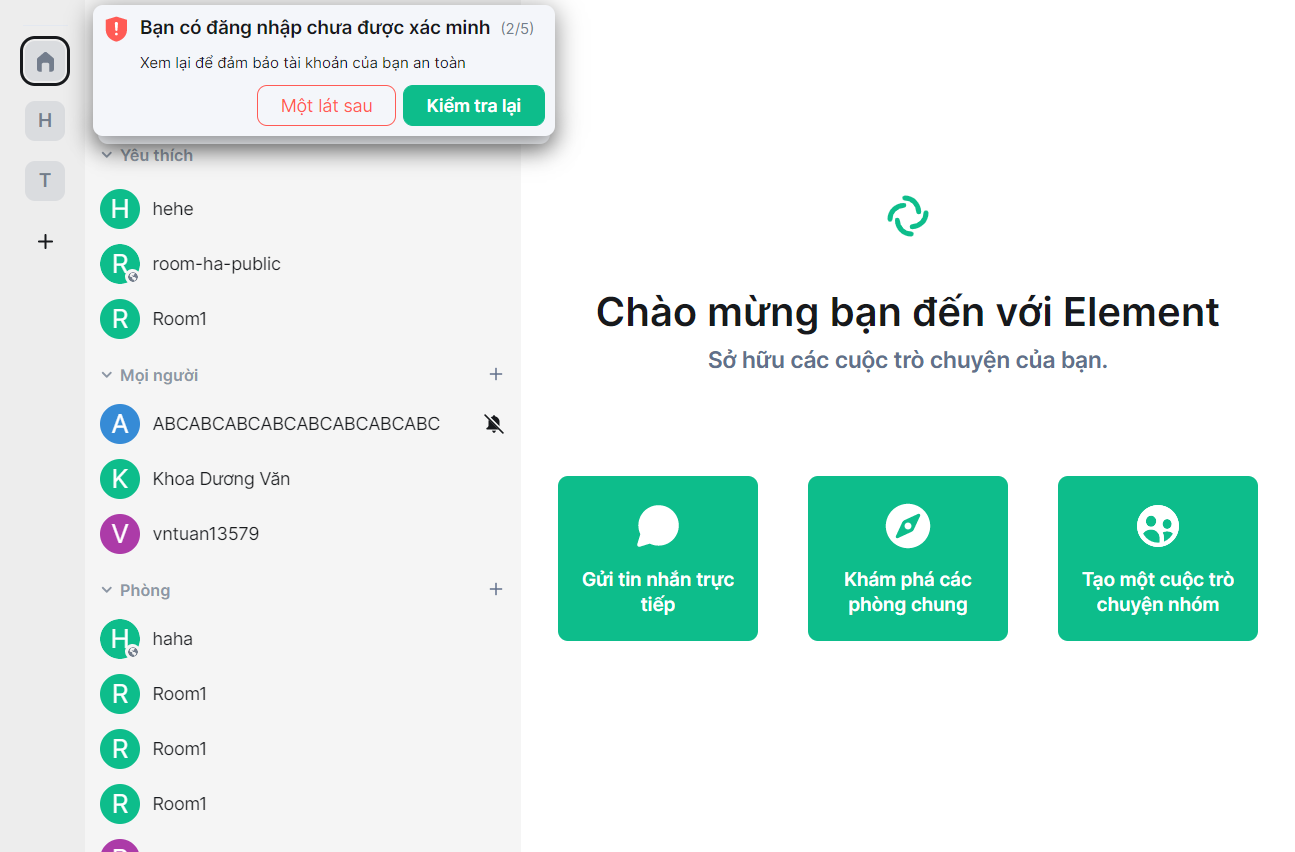 Bạn có đăng nhập chưa được xác minh (2/5)
Xem lại để đảm bảo tài khoản của bạn an toàn
Một lát sau
Kiểm tra lại
H
T
Yêu thích
H hehe
R room-ha-public
R Room1
Mọi người
A ABCABCABCABCABCABCABCABC
K Khoa Dương Văn
V vntuan13579
Phòng
H haha
R Room1
R Room1
R Room1
Chào mừng bạn đến với Element
Sở hữu các cuộc trò chuyện của bạn.
Gửi tin nhắn trực
tiếp
Khám phá các
phòng chung
Tạo một cuộc trò
chuyện nhóm